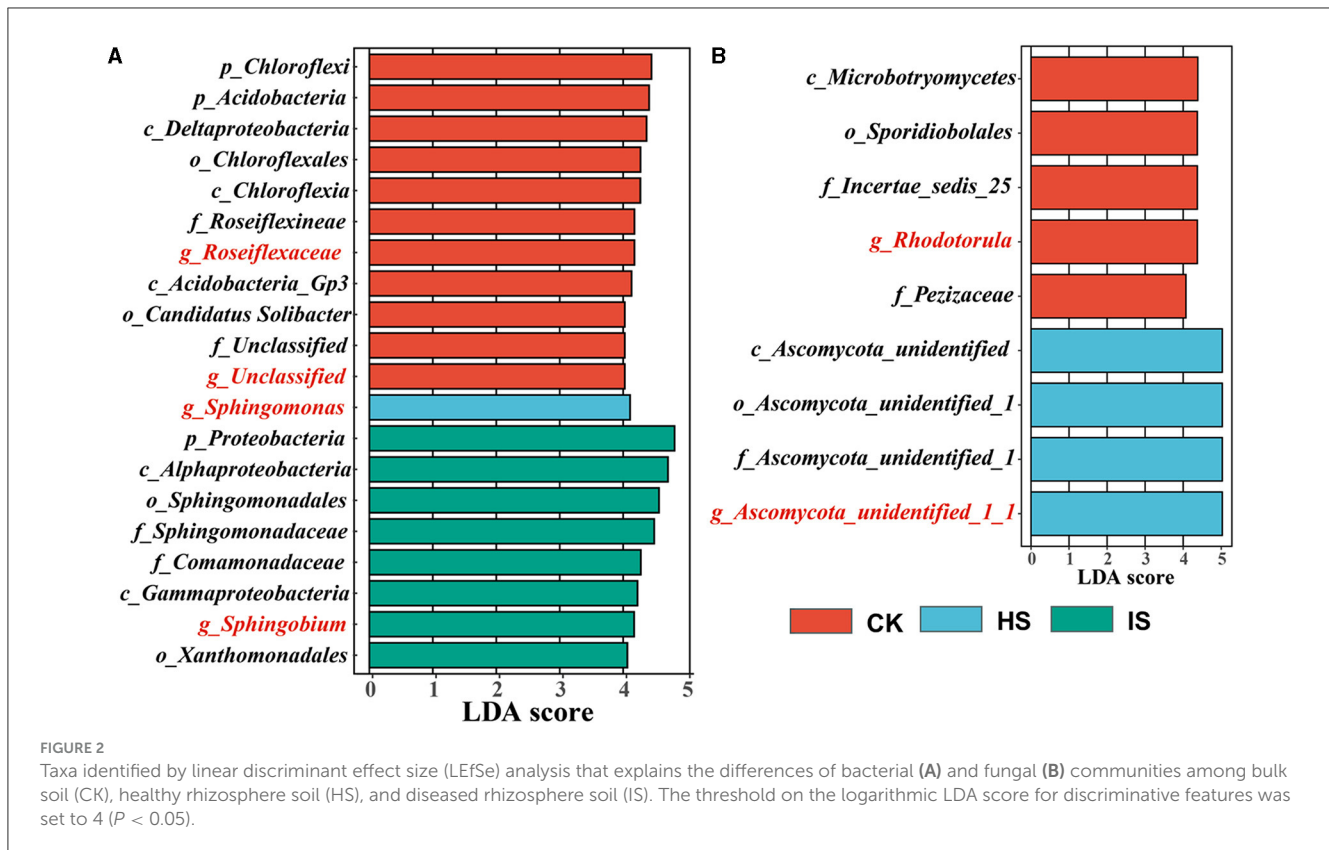 A
p_Chloroflexi
p_Acidobacteria
c_Deltaproteobacteria
o_Chloroflexales
c_Chloroflexia
f_Roseiflexineae
g_Roseiflexaceae
c_Acidobacteria_Gp3
o_Candidatus Solibacter
f_Unclassified
g_Unclassified
g_Sphingomonas
p_Proteobacteria
c_Alphaproteobacteria
o_Sphingomonadales
f_Sphingomonadaceae
f_Comamonadaceae
c_Gammaproteobacteria
g_Sphingobium
o_Xanthomonadales
0 1 2 3 4 5
LDA score
B
c_Microbotryomycetes
o_Sporidiobolales
f_Incertae_sedis_25
g_Rhodotorula
f_Pezizaceae
c_Ascomycota_unidentified
o_Ascomycota_unidentified_1
f_Ascomycota_unidentified_1
g_Ascomycota_unidentified_1_1
0 1 2 3 4 5
LDA score
CK HS IS
FIGURE 2
Taxa identified by linear discriminant effect size (LEfSe) analysis that explains the differences of bacterial (A) and fungal (B) communities among bulk
soil (CK), healthy rhizosphere soil (HS), and diseased rhizosphere soil (IS). The threshold on the logarithmic LDA score for discriminative features was
set to 4 (P < 0.05).